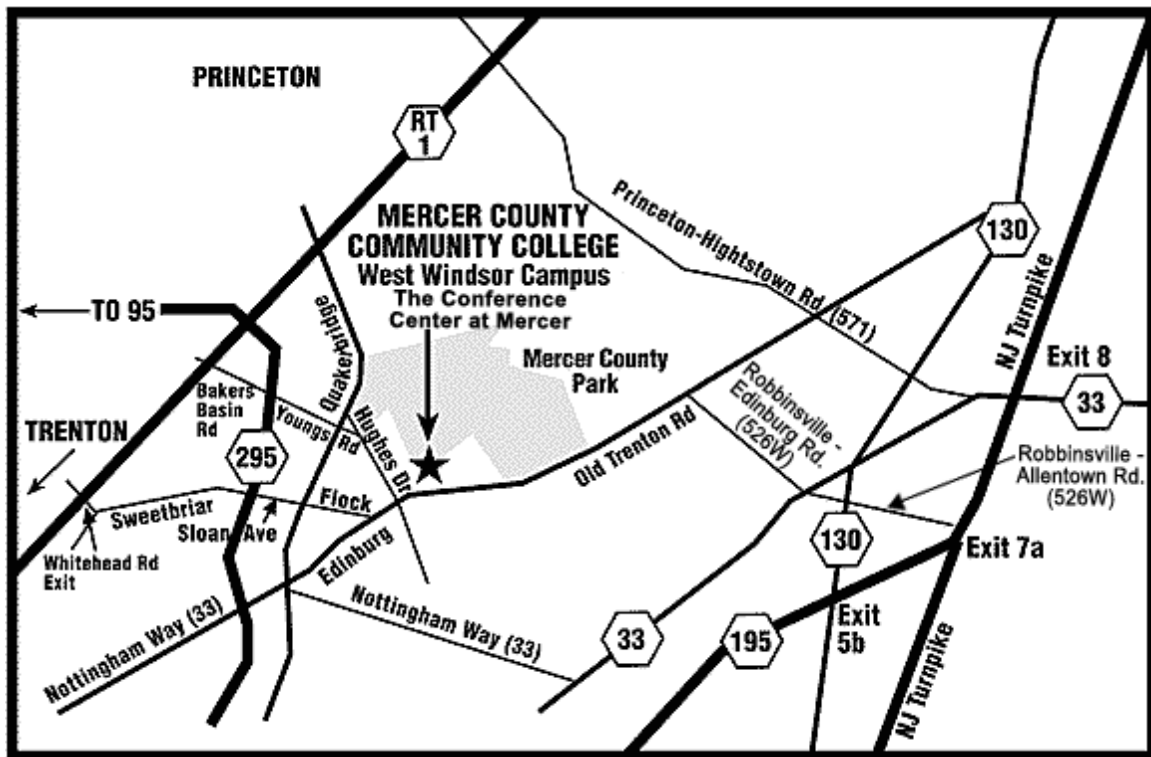 PRINCETON
RT
1
MERCER COUNTY
COMMUNITY COLLEGE
West Windsor Campus
The Conference
Center at Mercer
Princeton-Hightstown Rd (571)
130
NJ Turnpike
TO 95
Quakerbridge
Mercer County
Park
Exit 8
33
Bakers
Basin
Rd
Youngs Rd
Hughes Dr
Robbinsville -
Edinburg Rd.
(526W)
TRENTON
295
Old Trenton Rd
Robbinsville -
Allentown Rd.
(526W)
Sweetbriar
Flock
Sloan Ave
Whitehead Rd
Exit
Edinburg
130
Exit 7a
Nottingham Way (33)
Nottingham Way (33)
33
195
Exit
5b
NJ Turnpike